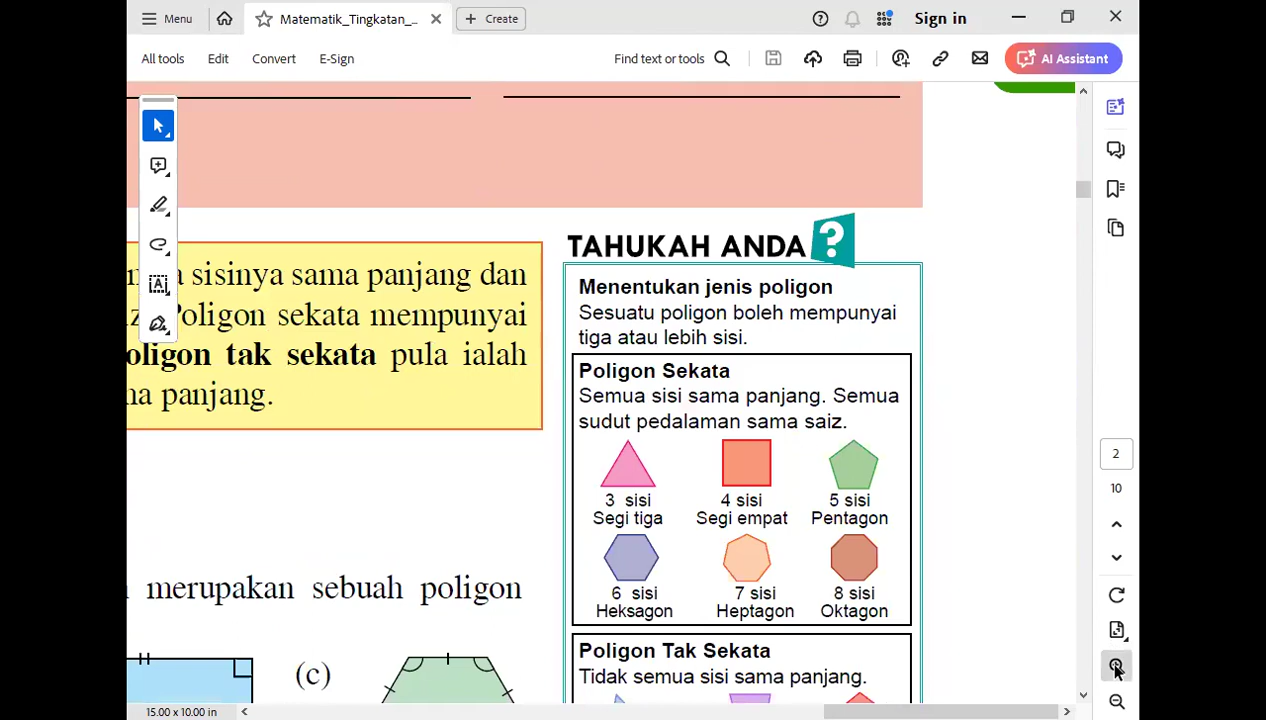 Menu
Matematik_Tingkatan_...
Create
Sign in
All tools
Edit
Convert
E-Sign
Find text or tools
AI Assistant
TAHUKAH ANDA?
sisinya sama panjang dan
Poligon sekata mempunyai
oligon tak sekata pula ialah
panjang.
Menentukan jenis poligon
Sesuatu poligon boleh mempunyai
tiga atau lebih sisi.
Poligon Sekata
Semua sisi sama panjang. Semua
sudut pedalaman sama saiz.
3 sisi
4 sisi
5 sisi
Segi tiga
Segi empat
Pentagon
6 sisi
7 sisi
8 sisi
Heksagon
Heptagon
Oktagon
merupakan sebuah poligon
(c)
Poligon Tak Sekata
Tidak semua sisi sama panjang.
2
10
15.00 x 10.00 in